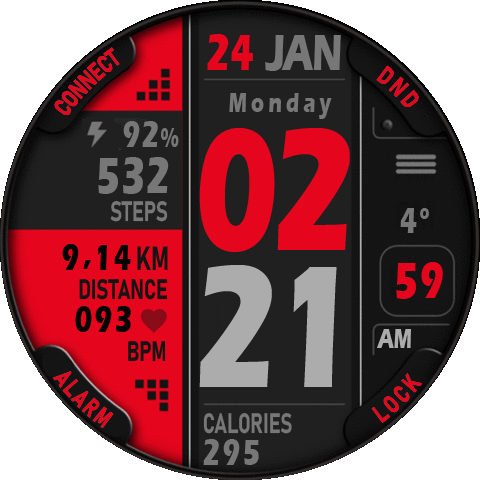 CONNECT
92%
532
STEPS
9,14 KM
DISTANCE
093
BPM
ALARM
24 JAN
Monday
02
21
CALORIES
295
DND
4°
59
AM
LOCK